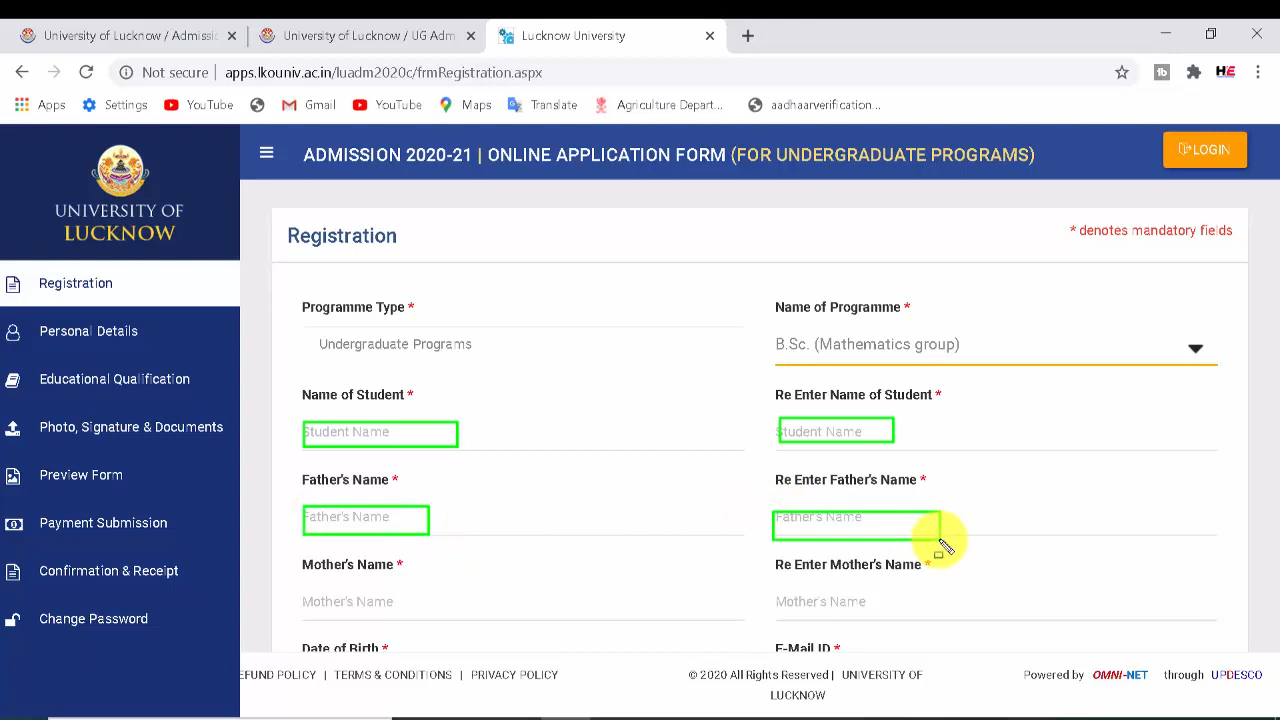 University of Lucknow / Admissi
University of Lucknow / UG Adm
Lucknow University
Not secure
apps.lkouniv.ac.in/luadm2020c/frmRegistration.aspx
Apps
Settings
YouTube
Gmail
YouTube
Maps
Translate
Agriculture Depart...
aadhaarverification...
UNIVERSITY OF
LUCKNOW
ADMISSION 2020-21 | ONLINE APPLICATION FORM (FOR UNDERGRADUATE PROGRAMS)
LOGIN
Registration
Personal Details
Educational Qualification
Photo, Signature & Documents
Preview Form
Payment Submission
Confirmation & Receipt
Change Password
Registration
* denotes mandatory fields
Programme Type *
Name of Programme *
Undergraduate Programs
B.Sc. (Mathematics group)
Name of Student *
Re Enter Name of Student *
Student Name
Student Name
Father's Name *
Re Enter Father's Name *
Father's Name
Father's Name
Mother's Name *
Re Enter Mother's Name *
Mother's Name
Mother's Name
Date of Birth *
E-Mail ID *
EFUND POLICY | TERMS & CONDITIONS | PRIVACY POLICY
© 2020 All Rights Reserved | UNIVERSITY OF
LUCKNOW
Powered by OMNI-NET through UPDESCO